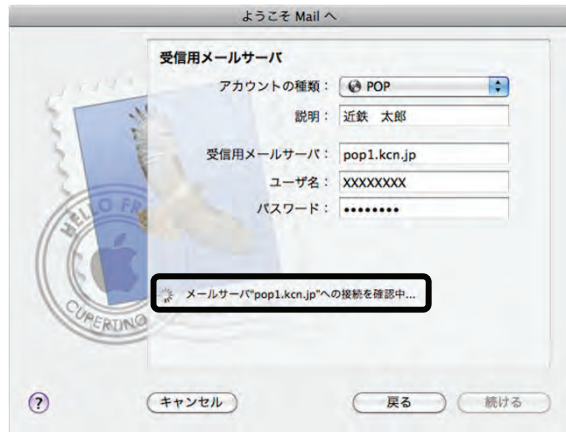 ようこそ Mail へ
受信用メールサーバ
アカウントの種類： POP
説明： 近鉄 太郎
受信用メールサーバ： pop1.kcn.jp
ユーザ名： XXXXXXXX
パスワード： ••••••••
メールサーバ"pop1.kcn.jp"への接続を確認中...
HELLO FR
CUPERTINO
? キャンセル 戻る 続ける